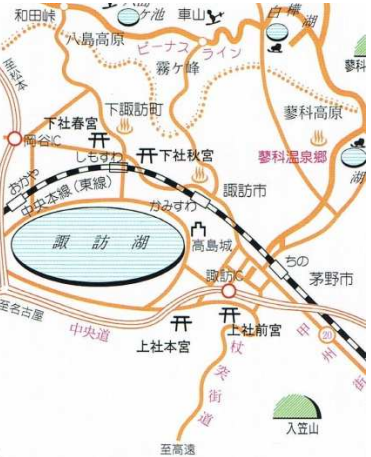 和田峠
八島ヶ池
車山
白樺湖
八島高原
ビーナスライン
霧ヶ峰
至松本
下諏訪町
下社春宮
蓼科高原
蓼科
岡谷IC
しもすわ
下社秋宮
蓼科温泉郷
湖
おかや
中央本線(東線)
諏訪市
かみすわ
諏訪湖
高島城
ちの
諏訪IC
茅野市
至名古屋
中央道
上社本宮
上社前宮
杖突街道
甲州街
20
入笠山
至高遠